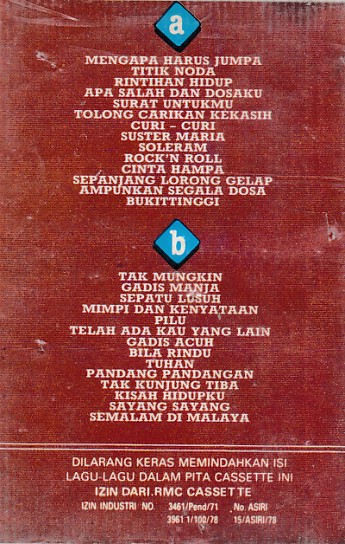 a
MENGAPA HARUS JUMPA
TITIK NODA
RINTIHAN HIDUP
APA SALAH DAN DOSAKU
SURAT UNTUKMU
TOLONG CARIKAN KEKASIH
CURI - CURI
SUSTER MARIA
SOLERAM
ROCK'N ROLL
CINTA HAMPA
SEPANJANG LORONG GELAP
AMPUNKAN SEGALA DOSA
BUKITTINGGI
b
TAK MUNGKIN
GADIS MANJA
SEPATU LUSUH
MIMPI DAN KENYATAAN
PILU
TELAH ADA KAU YANG LAIN
GADIS ACUH
BILA RINDU
TUHAN
PANDANG PANDANGAN
TAK KUNJUNG TIBA
KISAH HIDUPKU
SAYANG SAYANG
SEMALAM DI MALAYA
DILARANG KERAS MEMINDAHKAN ISI
LAGU-LAGU DALAM PITA CASSETTE INI
IZIN DARI.RMC CASSETTE
IZIN INDUSTRI NO. 3461/Pend/71 , No. ASIRI
3961 1/100/78 15/ASIRI/78